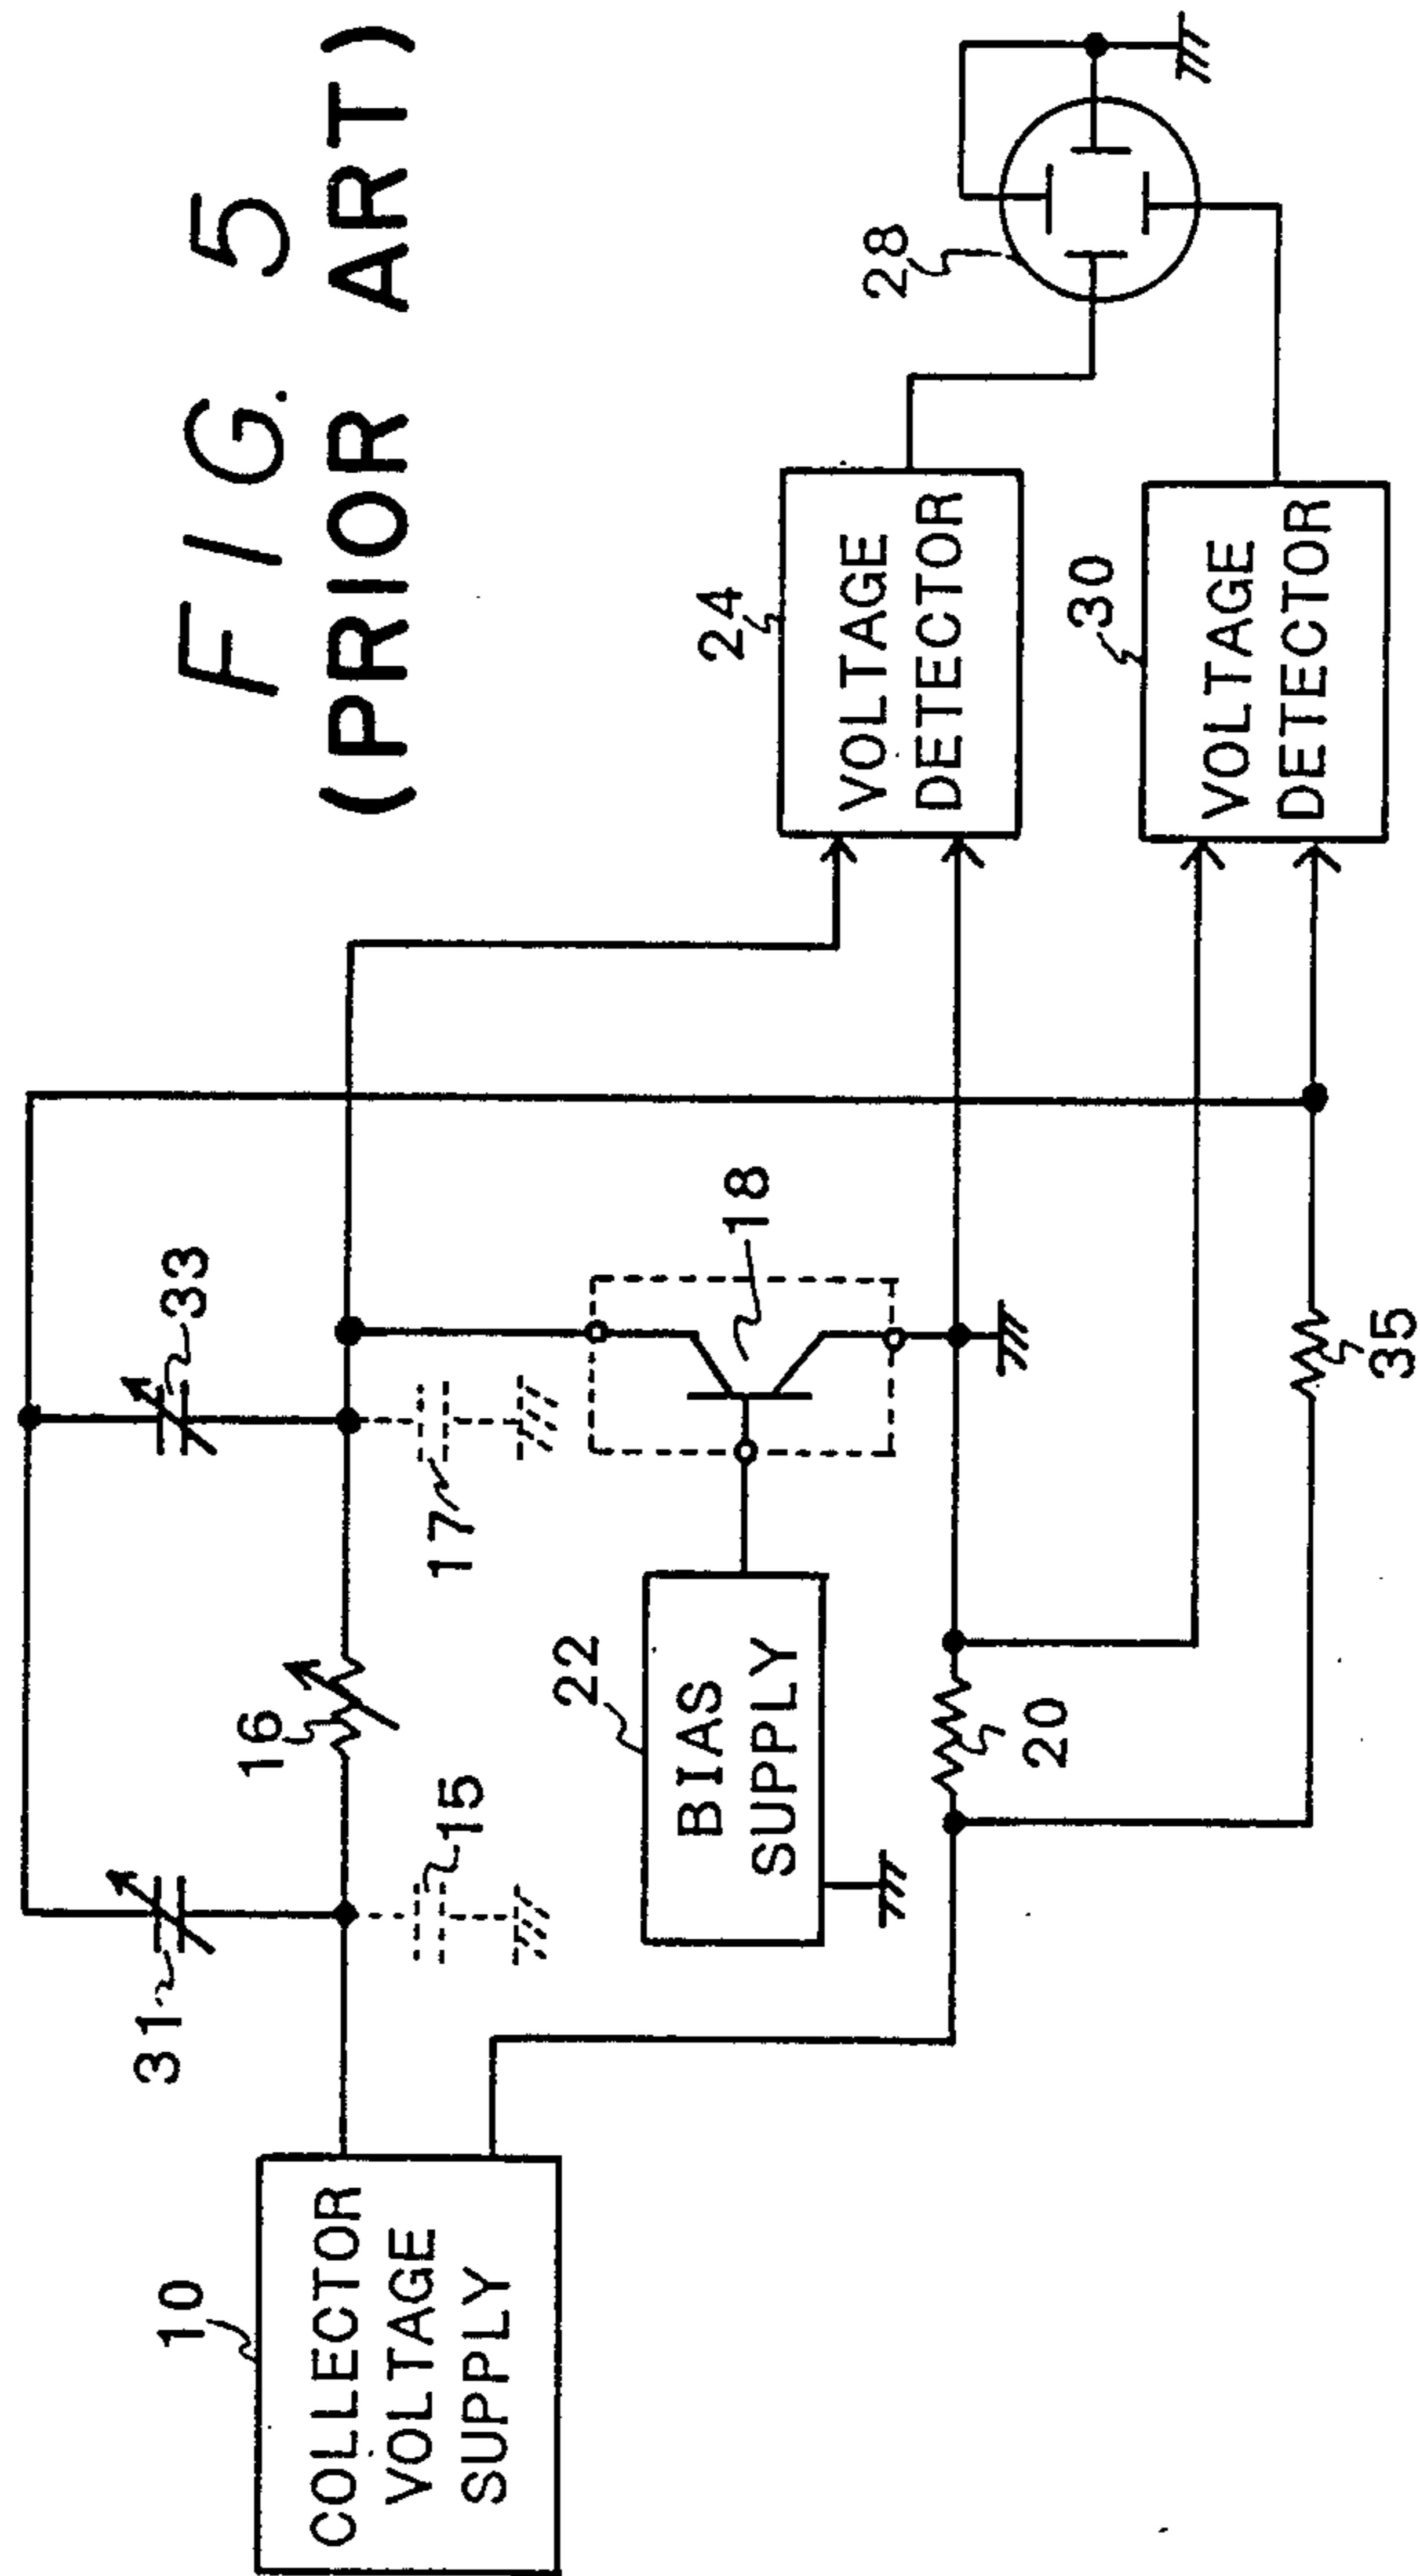 FIG. 5
(PRIOR ART)
10
COLLECTOR
VOLTAGE
SUPPLY
31
15
16
33
17
22
BIAS
SUPPLY
18
20
35
24
VOLTAGE
DETECTOR
30
VOLTAGE
DETECTOR
28